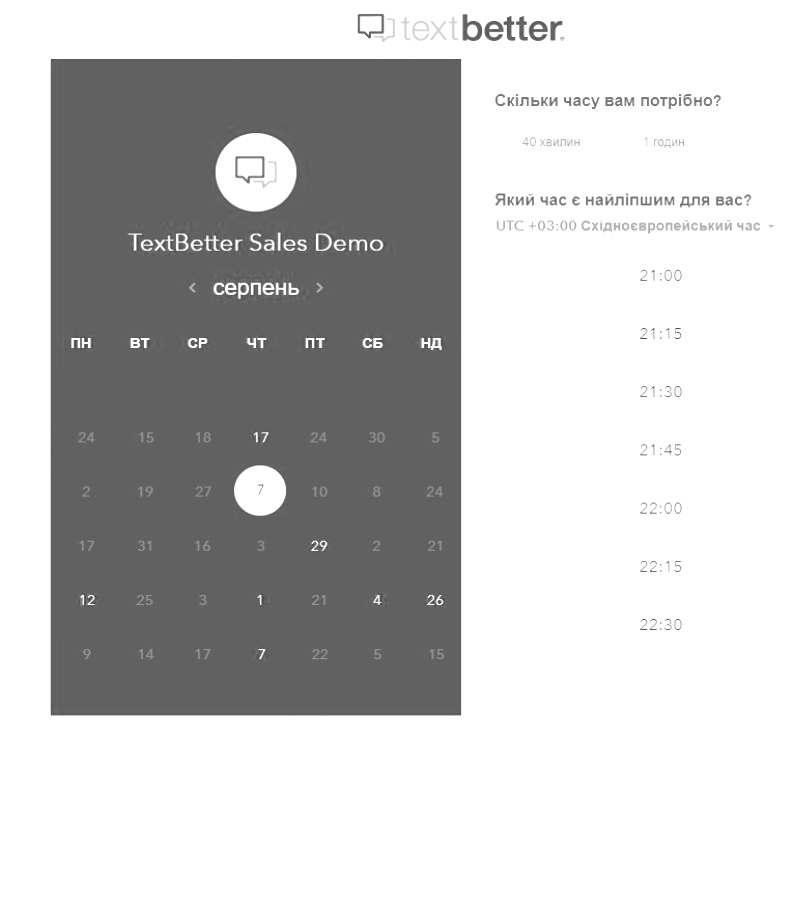 textbetter®
TextBetter Sales Demo
серпень
ПН ВТ СР ЧТ ПТ СБ НД
24 15 18 17 24 30 5
2 19 27 7 10 8 24
17 31 16 3 29 2 21
12 25 3 1 21 4 26
9 14 17 7 22 5 15
Скільки часу вам потрібно?
40 хвилин 1 годин
Який час є найліпшим для вас?
UTC +03:00 Східноєвропейський час
21:00
21:15
21:30
21:45
22:00
22:15
22:30